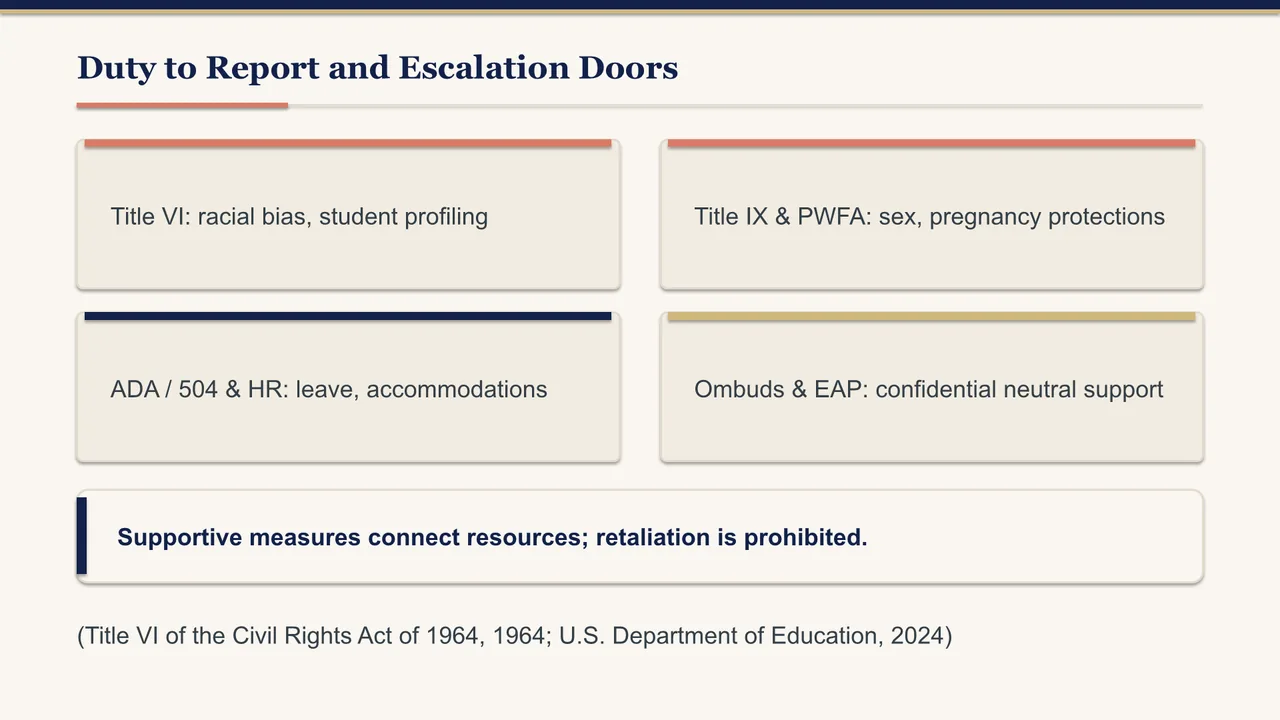 Duty to Report and Escalation Doors
Title VI: racial bias, student profiling
Title IX & PWFA: sex, pregnancy protections
ADA / 504 & HR: leave, accommodations
Ombuds & EAP: confidential neutral support
Supportive measures connect resources; retaliation is prohibited.
(Title VI of the Civil Rights Act of 1964, 1964; U.S. Department of Education, 2024)